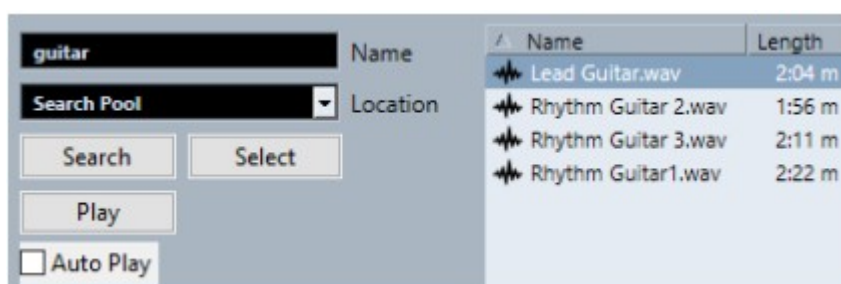 guitar
Name
Search Pool
Location
Search
Select
Play
Auto Play
Name Length
Lead Guitar.wav 2:04 m
Rhythm Guitar 2.wav 1:56 m
Rhythm Guitar 3.wav 2:11 m
Rhythm Guitar1.wav 2:22 m